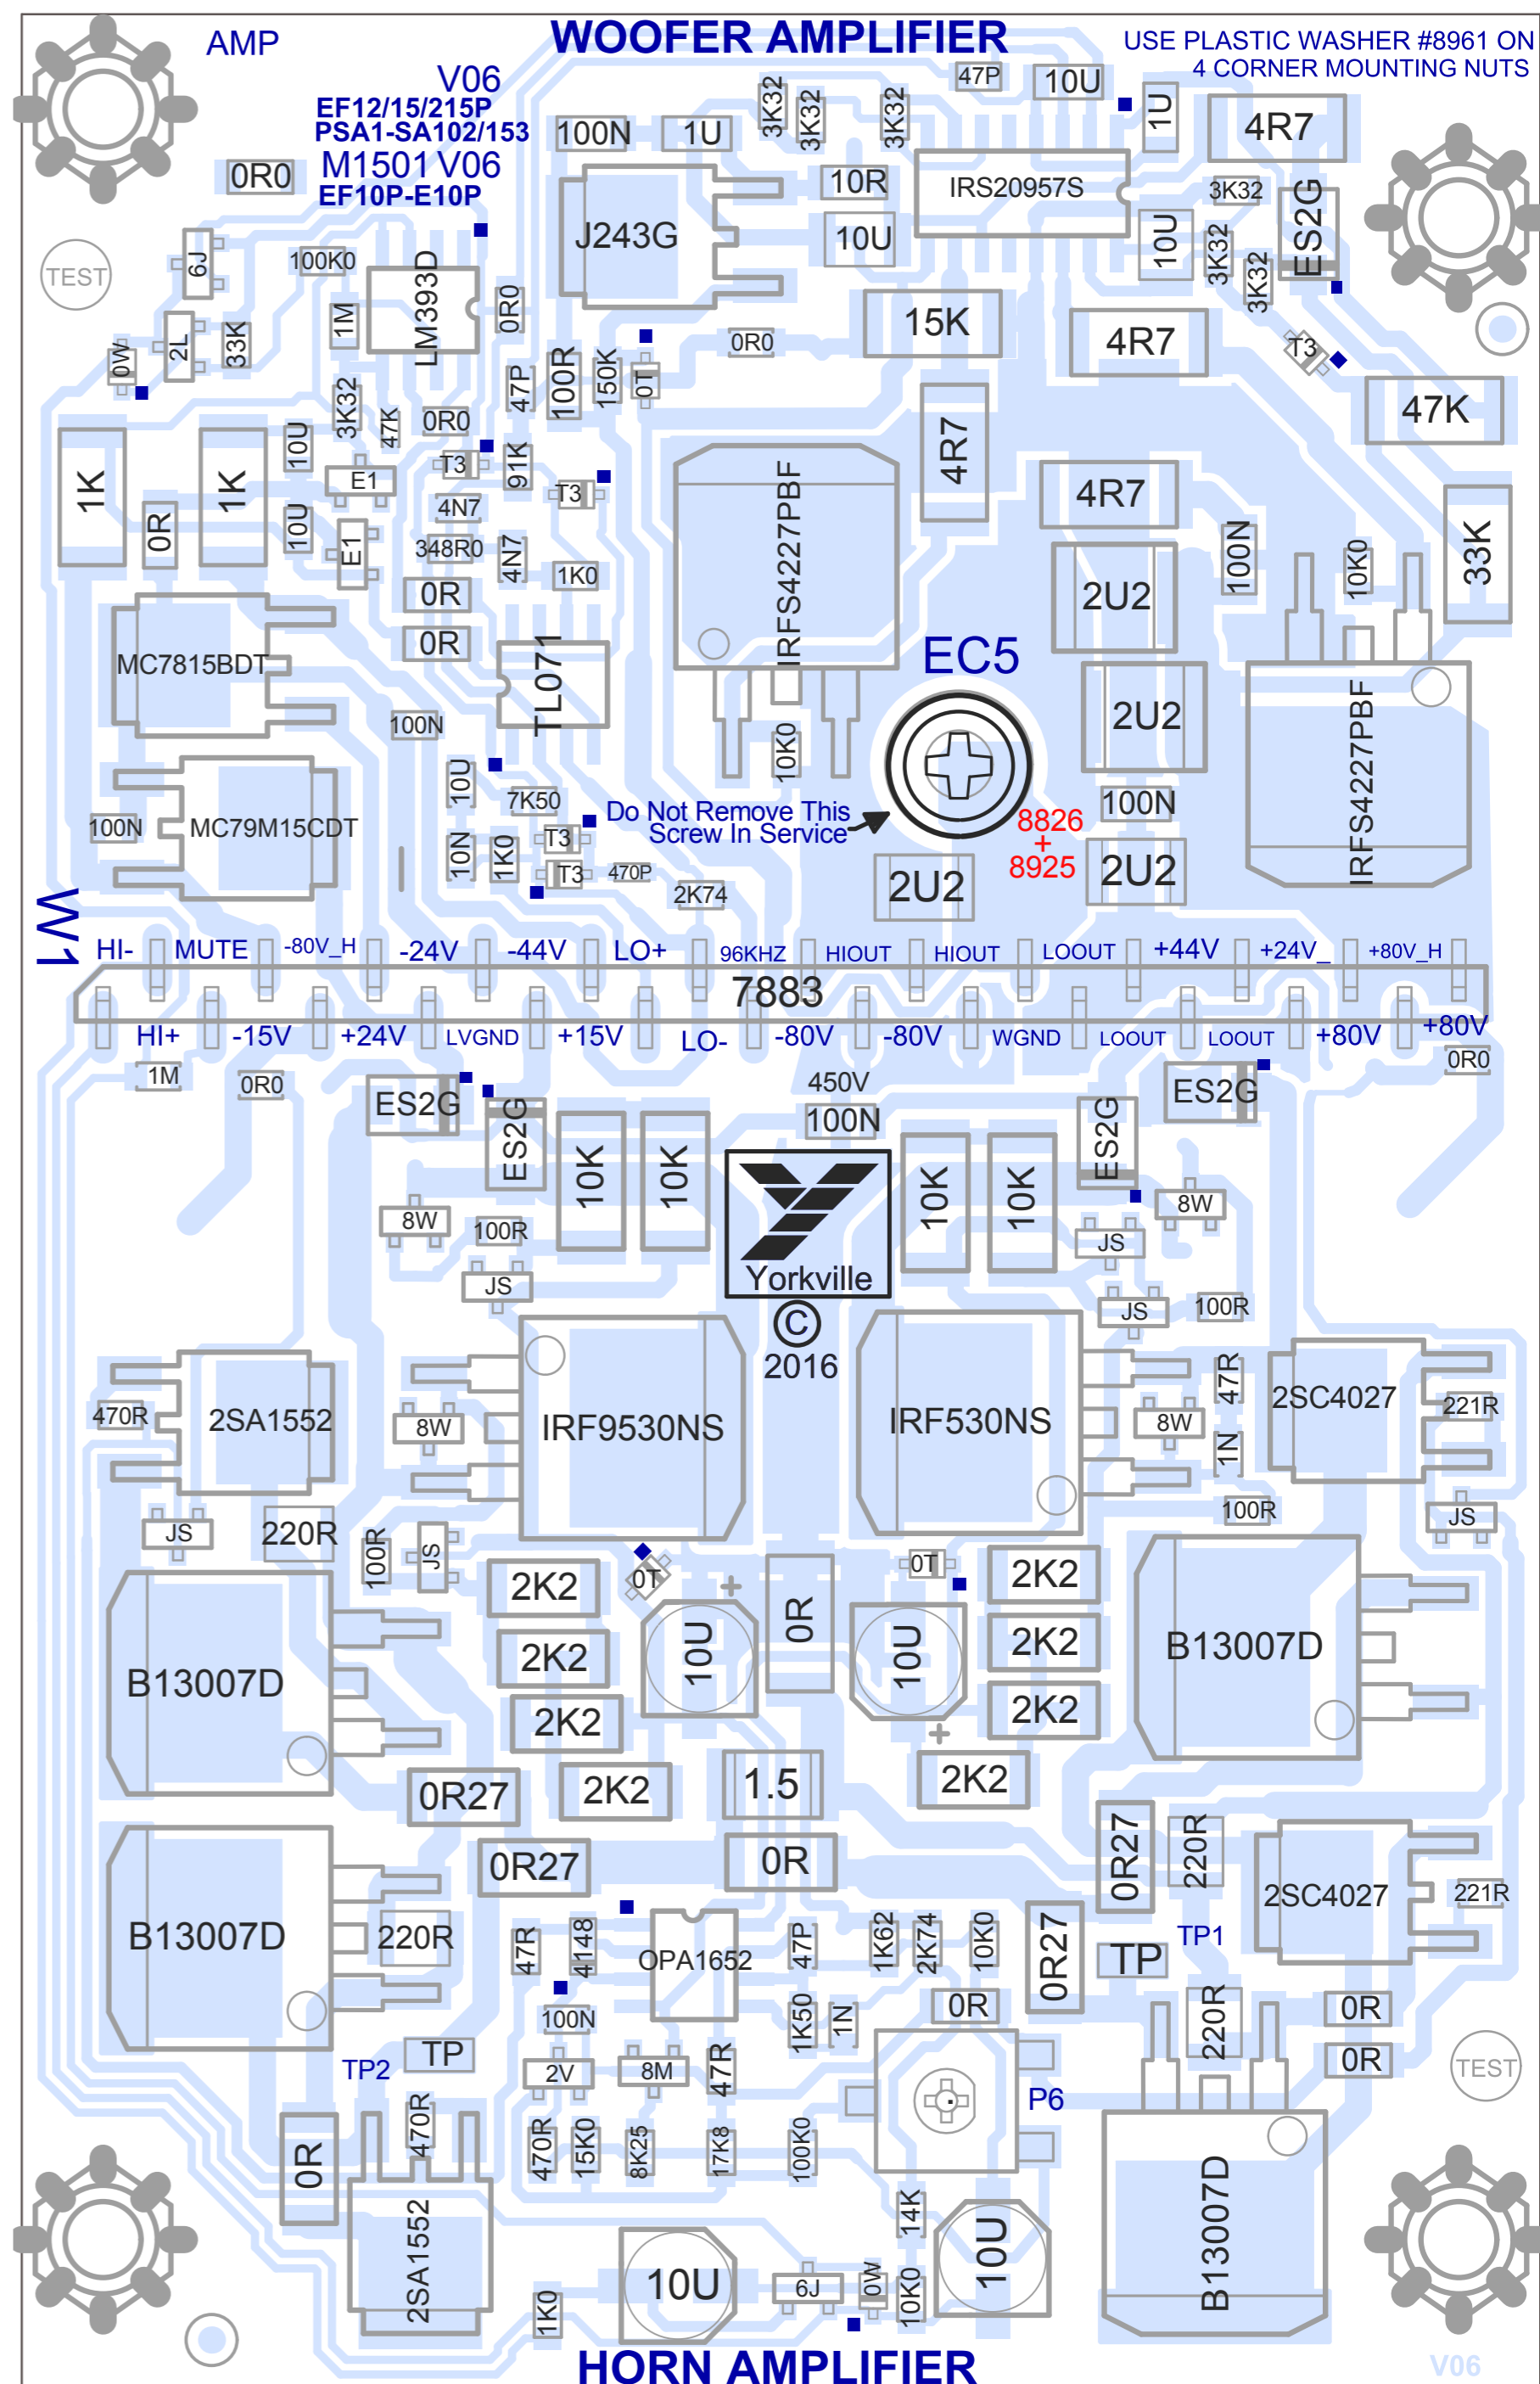 WOOFER AMPLIFIER
AMP
USE PLASTIC WASHER #8961 ON
4 CORNER MOUNTING NUTS
V06
EF12/15/215P
PSA1-SA102/153
M1501 V06
EF10P-E10P
47P
10U
1U
4R7
3K32
3K32
3K32
100N
1U
0R0
10R
IRS20957S
3K32
ES2G
J243G
10U
10U
3K32
3K32
TEST
6J
100K0
LM393D
0R0
1M
2L
33K
0W
15K
4R7
T3
0R0
47P
100R
150K
0T
47K
3K32
47K
0R0
4R7
1K
1K
10U
T3
91K
E1
T3
4R7
0R
10U
E1
4N7
348R0
4N7
1K0
IRFS4227PBF
100N
10K0
33K
0R
2U2
0R
MC7815BDT
TL071
EC5
2U2
IRFS4227PBF
100N
10K0
10U
7K50
Do Not Remove This
Screw In Service
100N
MC79M15CDT
8826
+
8925
100N
T3
10N
1K0
T3
470P
2K74
2U2
2U2
W1
HI-
MUTE
-80V_H
-24V
-44V
LO+
96KHZ
HIOUT
HIOUT
LOOUT
+44V
+24V_
+80V_H
7883
HI+
-15V
+24V
LVGND
+15V
LO-
-80V
-80V
WGND
LOOUT
LOOUT
+80V
+80V
1M
0R0
0R0
450V
ES2G
ES2G
100N
ES2G
ES2G
10K
10K
10K
10K
8W
100R
8W
JS
JS
Yorkville
©
2016
JS
100R
470R
2SA1552
8W
IRF9530NS
IRF530NS
8W
47R
1N
2SC4027
221R
JS
220R
100R
JS
100R
JS
0T
0T
2K2
2K2
0R
2K2
10U
10U
2K2
B13007D
B13007D
2K2
2K2
0R27
2K2
1.5
2K2
0R27
0R
0R27
220R
2SC4027
221R
B13007D
220R
47R
4148
OPA1652
47P
1K62
2K74
10K0
0R27
TP1
TP
100N
1K50
1N
0R
220R
0R
0R
TEST
TP2
TP
2V
8M
47R
P6
470R
470R
15K0
8K25
17K8
100K0
0R
2SA1552
14K
10U
B13007D
10U
6J
0W
10K0
1K0
HORN AMPLIFIER
V06